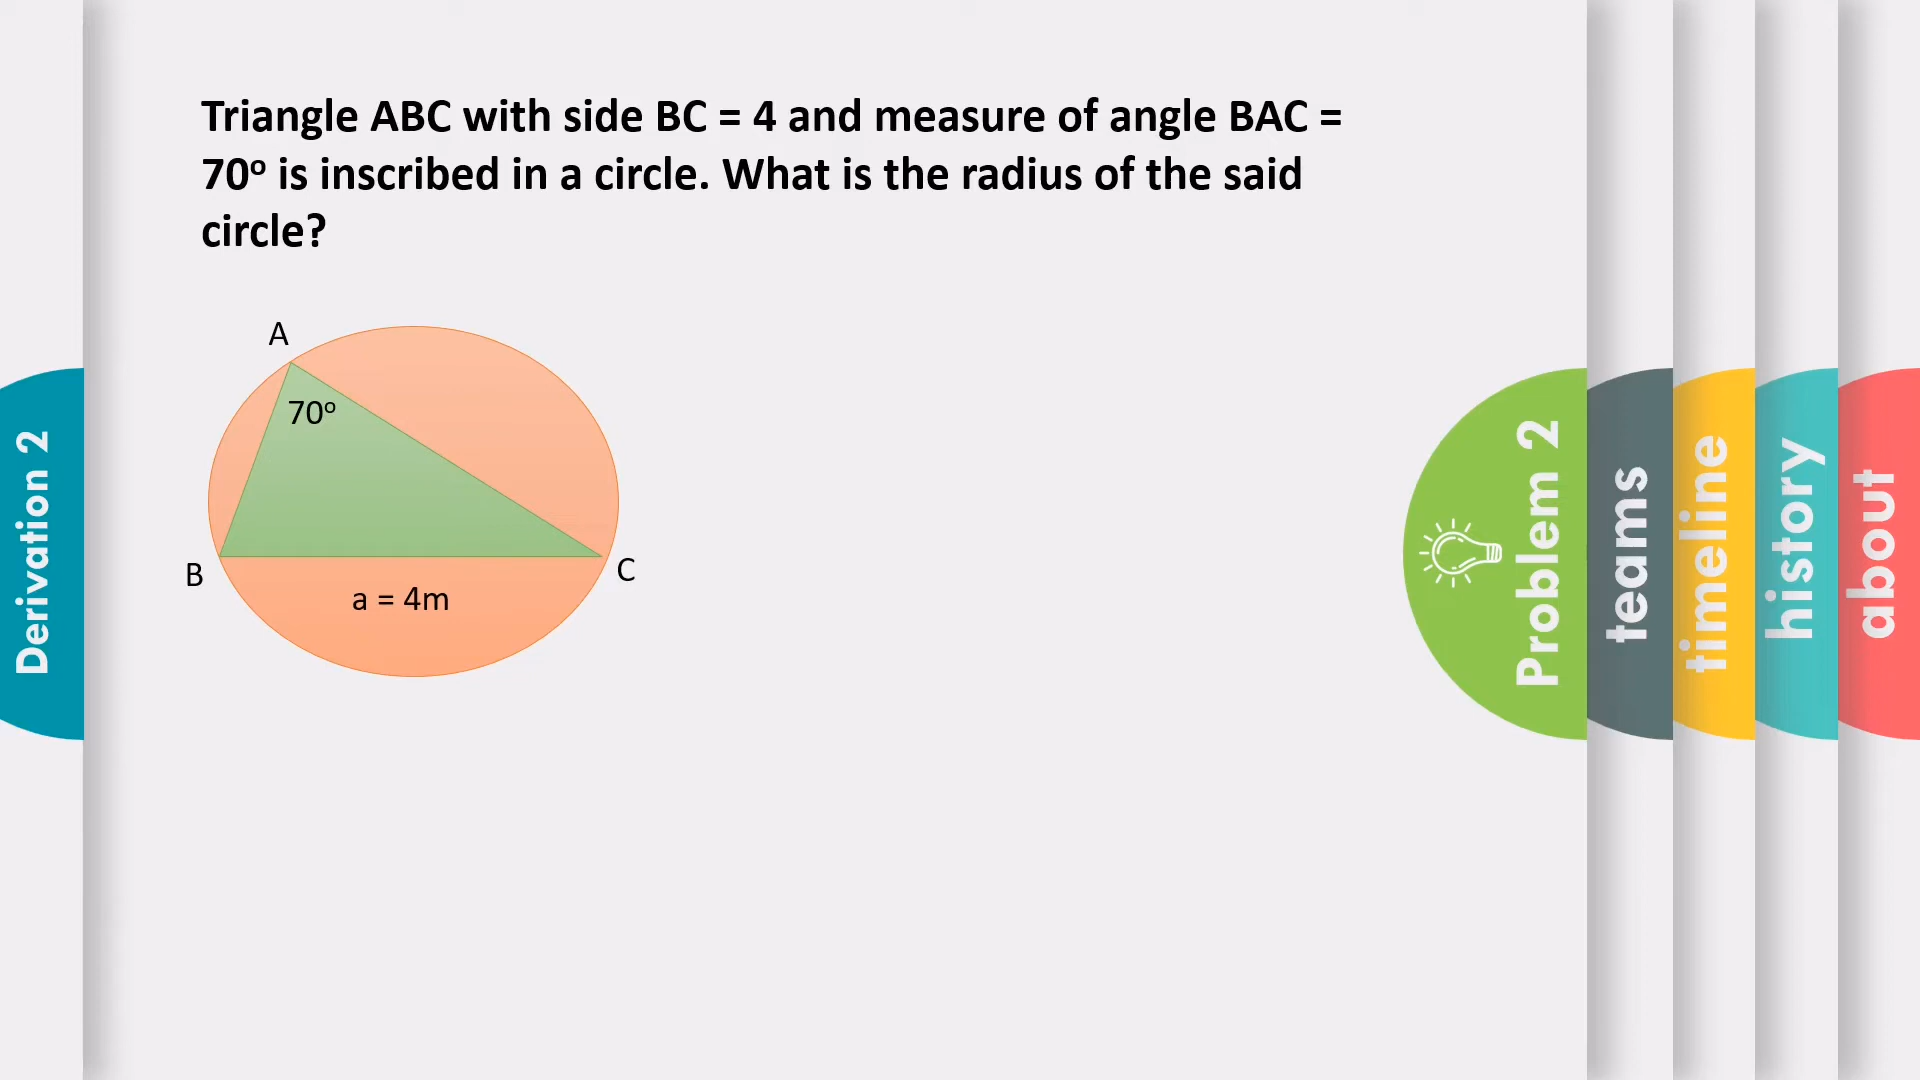 Triangle ABC with side BC = 4 and measure of angle BAC =
70º is inscribed in a circle. What is the radius of the said
circle?
A
70º
B
C
a = 4m
Derivation 2
Problem 2
teams
timeline
history
about